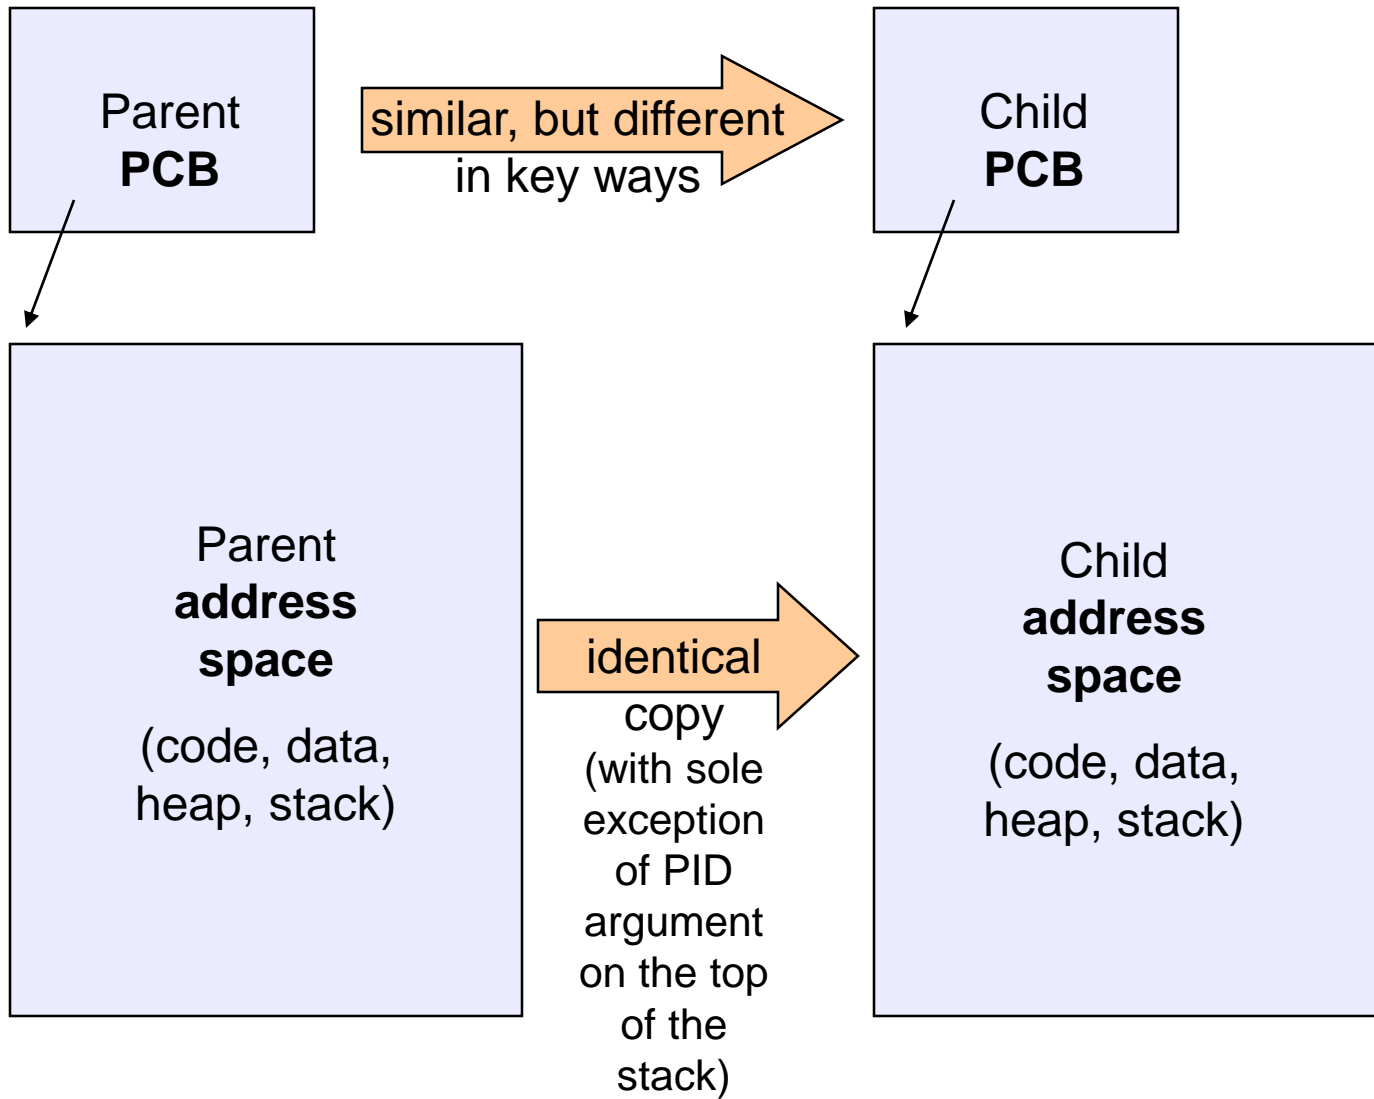 Parent
PCB
similar, but different
in key ways
Child
PCB
Parent
address
space
(code, data,
heap, stack)
identical
copy
(with sole
exception
of PID
argument
on the top
of the
stack)
Child
address
space
(code, data,
heap, stack)